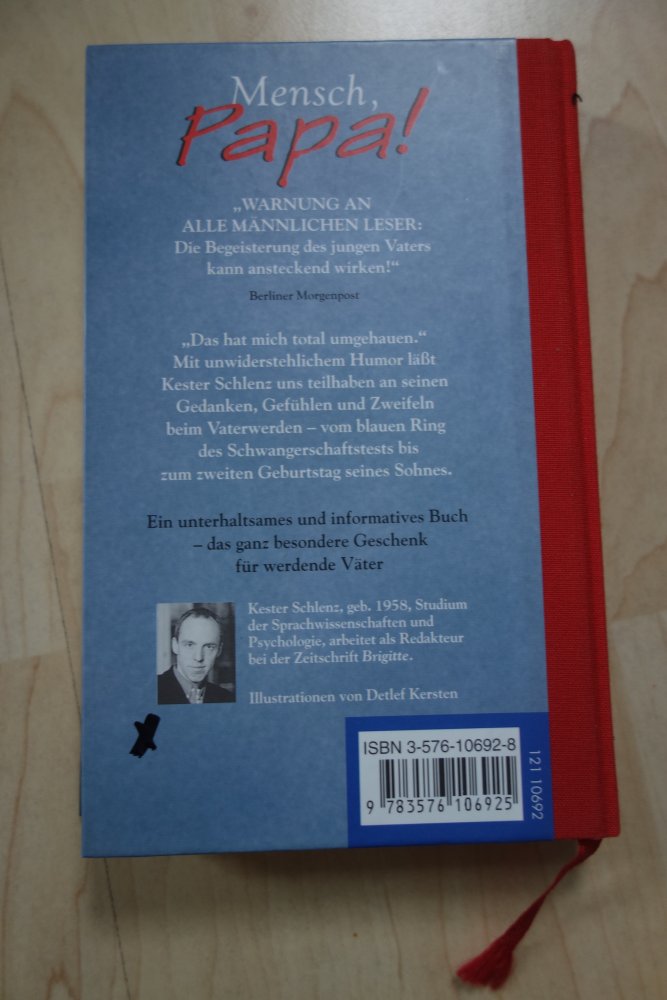 Mensch,
Papa!
„WARNUNG AN
ALLE MÄNNLICHEN LESER:
Die Begeisterung des jungen Vaters
kann ansteckend wirken!“
Berliner Morgenpost
„Das hat mich total umgehauen.“
Mit unwiderstehlichem Humor läßt
Kester Schlenz uns teilhaben an seinen
Gedanken, Gefühlen und Zweifeln
beim Vaterwerden – vom blauen Ring
des Schwangerschaftstests bis
zum zweiten Geburtstag seines Sohnes.
Ein unterhaltsames und informatives Buch
– das ganz besondere Geschenk
für werdende Väter
Kester Schlenz, geb. 1958, Studium
der Sprachwissenschaften und
Psychologie, arbeitet als Redakteur
bei der Zeitschrift Brigitte.
Illustrationen von Detlef Kersten
ISBN 3-576-10692-8
9 783576 106925
121 10692